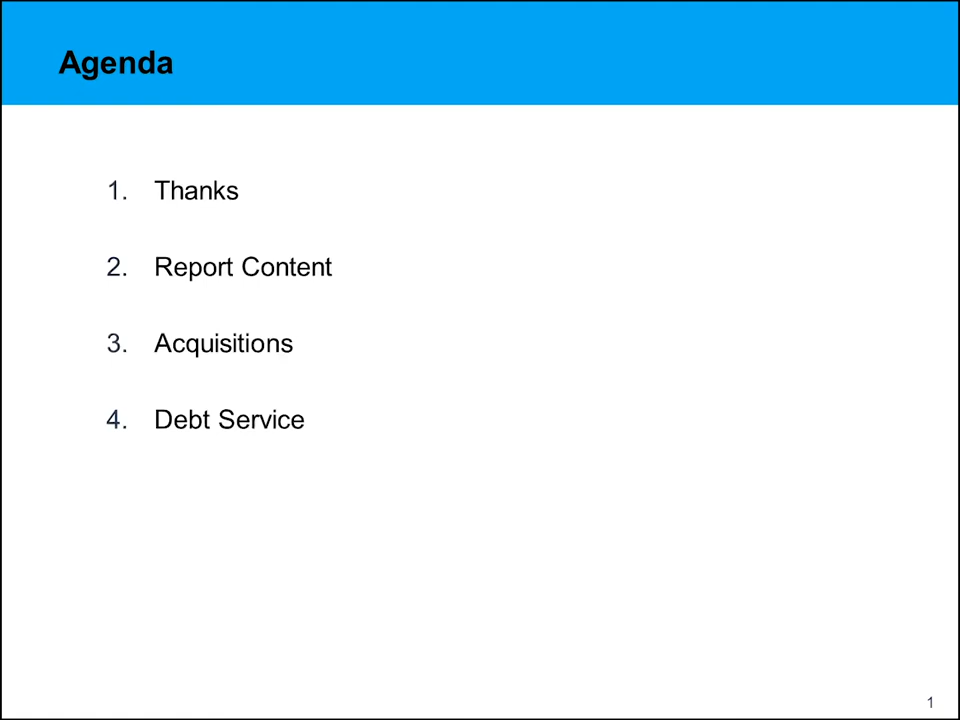 Agenda
1. Thanks
2. Report Content
3. Acquisitions
4. Debt Service
1